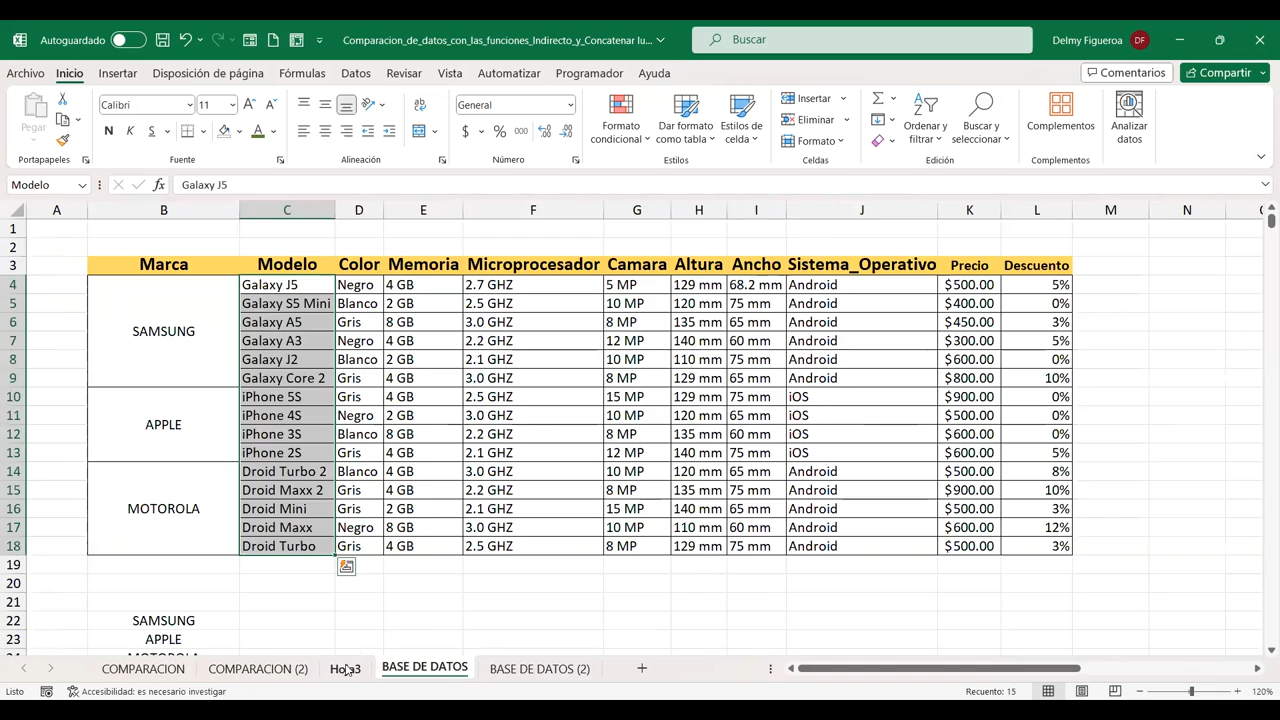 Autoguardado
Comparacion_de_datos_con_las_funciones_Indirecto_y_Concatenar lu...
Buscar
Delmy Figueroa DF
Archivo Inicio Insertar Disposición de página Fórmulas Datos Revisar Vista Automatizar Programador Ayuda Comentarios Compartir
Pegar
Portapapeles
Calibri 11
N K S
Fuente
Alineación
General
$ % 000
Número
Formato condicional
Dar formato como tabla
Estilos de celda
Estilos
Insertar
Eliminar
Formato
Celdas
Ordenar y filtrar
Buscar y seleccionar
Edición
Complementos
Complementos
Analizar datos
Modelo fx Galaxy J5
A B C D E F G H I J K L M N
1
2
3 Marca Modelo Color Memoria Microprocesador Camara Altura Ancho Sistema_Operativo Precio Descuento
4 Galaxy J5 Negro 4 GB 2.7 GHZ 5 MP 129 mm 68.2 mm Android $500.00 5%
5 Galaxy S5 Mini Blanco 2 GB 2.5 GHZ 10 MP 120 mm 75 mm Android $400.00 0%
6 Galaxy A5 Gris 8 GB 3.0 GHZ 8 MP 135 mm 65 mm Android $450.00 3%
SAMSUNG
7 Galaxy A3 Negro 4 GB 2.2 GHZ 12 MP 140 mm 60 mm Android $300.00 5%
8 Galaxy J2 Blanco 2 GB 2.1 GHZ 10 MP 110 mm 75 mm Android $600.00 0%
9 Galaxy Core 2 Gris 4 GB 3.0 GHZ 8 MP 129 mm 65 mm Android $800.00 10%
10 iPhone 5S Gris 4 GB 2.5 GHZ 15 MP 129 mm 75 mm iOS $900.00 0%
11 iPhone 4S Negro 2 GB 3.0 GHZ 10 MP 120 mm 65 mm iOS $500.00 0%
APPLE
12 iPhone 3S Blanco 8 GB 2.2 GHZ 8 MP 135 mm 60 mm iOS $600.00 0%
13 iPhone 2S Gris 4 GB 2.1 GHZ 12 MP 140 mm 75 mm iOS $600.00 5%
14 Droid Turbo 2 Blanco 4 GB 3.0 GHZ 10 MP 120 mm 65 mm Android $500.00 8%
15 Droid Maxx 2 Gris 4 GB 2.2 GHZ 8 MP 135 mm 75 mm Android $900.00 10%
16 MOTOROLA Droid Mini Gris 2 GB 2.1 GHZ 15 MP 140 mm 65 mm Android $500.00 3%
17 Droid Maxx Negro 8 GB 3.0 GHZ 10 MP 110 mm 60 mm Android $600.00 12%
18 Droid Turbo Gris 4 GB 2.5 GHZ 8 MP 129 mm 75 mm Android $500.00 3%
19
20
21
22 SAMSUNG
23 APPLE
24 MOTOROLA
COMPARACION COMPARACION (2) Hoja3 BASE DE DATOS BASE DE DATOS (2)
Listo Accesibilidad: es necesario investigar Recuento: 15 120%